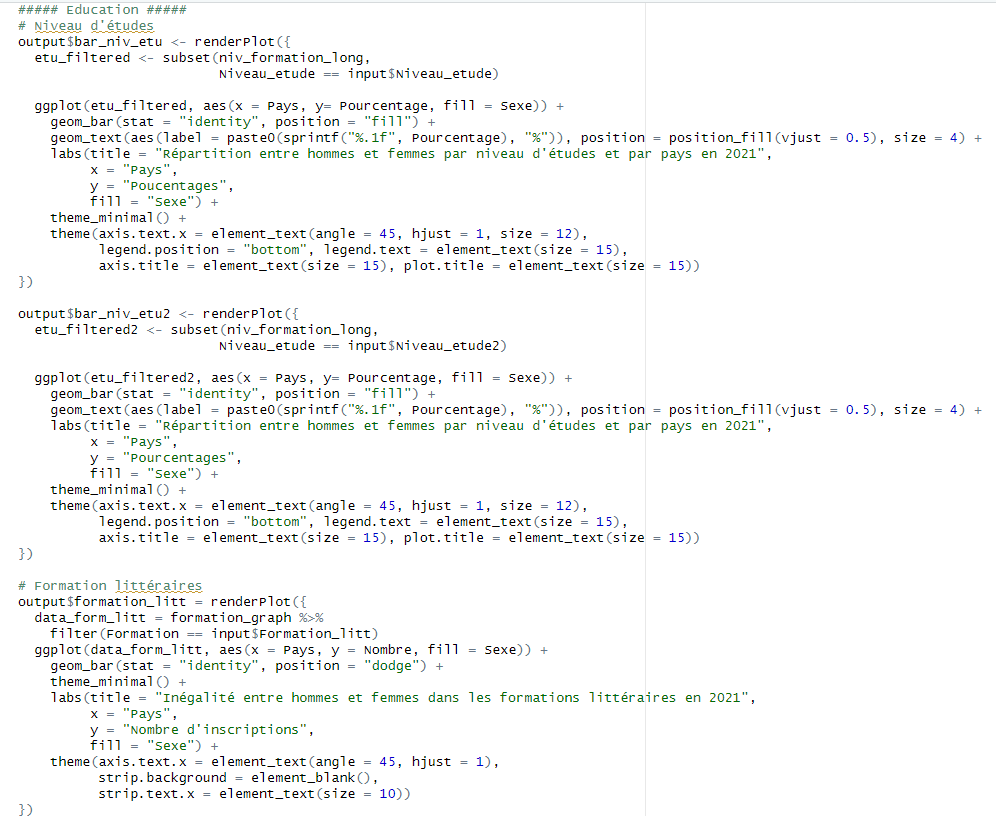 ##### Education #####
# Niveau d'études
output$bar_niv_etu <- renderPlot({
  etu_filtered <- subset(niv_formation_long,
                         Niveau_etude == input$Niveau_etude)

  ggplot(etu_filtered, aes(x = Pays, y= Pourcentage, fill = Sexe)) +
    geom_bar(stat = "identity", position = "fill") +
    geom_text(aes(label = paste0(sprintf("%.1f", Pourcentage), "%")), position = position_fill(vjust = 0.5), size = 4) +
    labs(title = "Répartition entre hommes et femmes par niveau d'études et par pays en 2021",
         x = "Pays",
         y = "Poucentages",
         fill = "Sexe") +
    theme_minimal() +
    theme(axis.text.x = element_text(angle = 45, hjust = 1, size = 12),
          legend.position = "bottom", legend.text = element_text(size = 15),
          axis.title = element_text(size = 15), plot.title = element_text(size = 15))
})

output$bar_niv_etu2 <- renderPlot({
  etu_filtered2 <- subset(niv_formation_long,
                         Niveau_etude == input$Niveau_etude2)

  ggplot(etu_filtered2, aes(x = Pays, y= Pourcentage, fill = Sexe)) +
    geom_bar(stat = "identity", position = "fill") +
    geom_text(aes(label = paste0(sprintf("%.1f", Pourcentage), "%")), position = position_fill(vjust = 0.5), size = 4) +
    labs(title = "Répartition entre hommes et femmes par niveau d'études et par pays en 2021",
         x = "Pays",
         y = "Pourcentages",
         fill = "Sexe") +
    theme_minimal() +
    theme(axis.text.x = element_text(angle = 45, hjust = 1, size = 12),
          legend.position = "bottom", legend.text = element_text(size = 15),
          axis.title = element_text(size = 15), plot.title = element_text(size = 15))
})

# Formation littéraires
output$formation_litt = renderPlot({
  data_form_litt = formation_graph %>%
    filter(Formation == input$Formation_litt)
  ggplot(data_form_litt, aes(x = Pays, y = Nombre, fill = Sexe)) +
    geom_bar(stat = "identity", position = "dodge") +
    theme_minimal() +
    labs(title = "Inégalité entre hommes et femmes dans les formations littéraires en 2021",
         x = "Pays",
         y = "Nombre d'inscriptions",
         fill = "Sexe") +
    theme(axis.text.x = element_text(angle = 45, hjust = 1),
          strip.background = element_blank(),
          strip.text.x = element_text(size = 10))
})